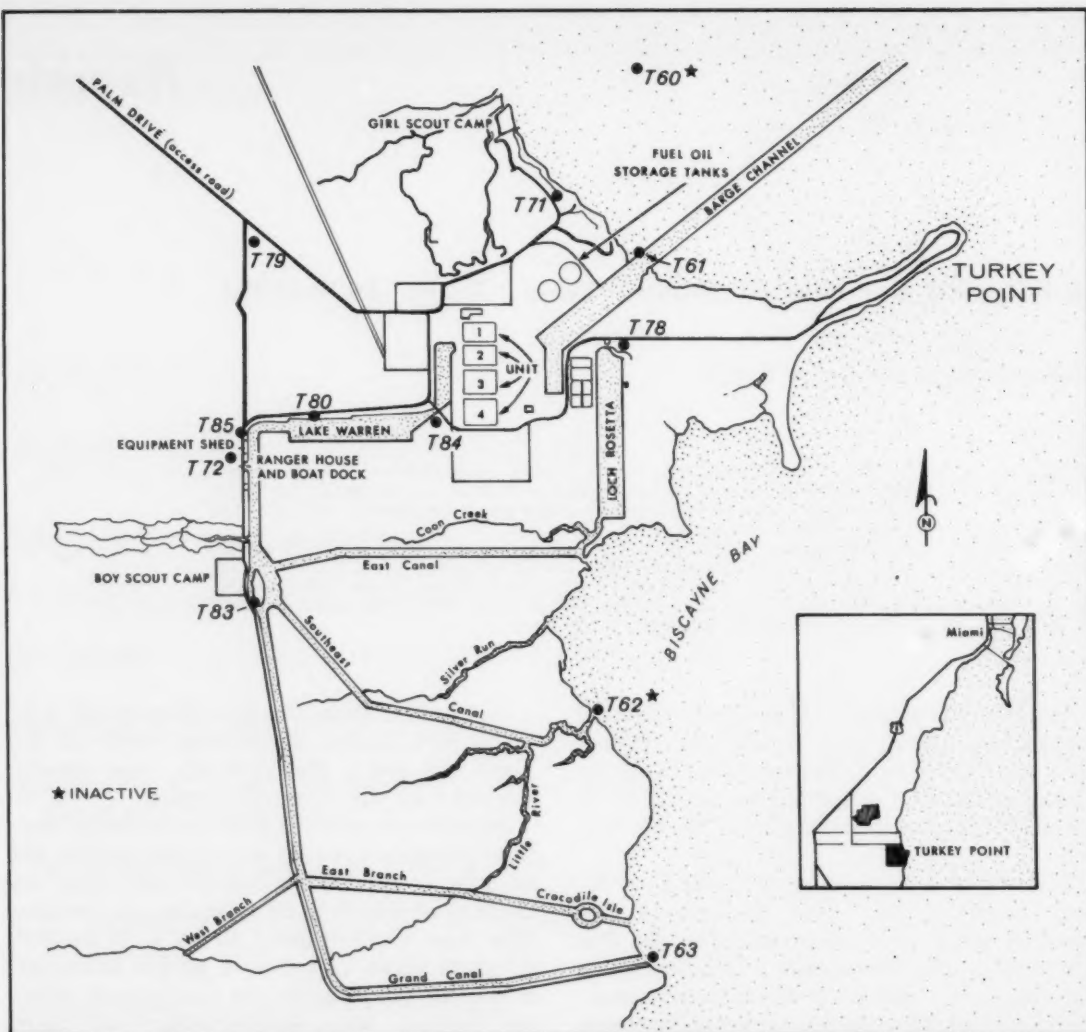 T60 ★
PALM DRIVE (access road)
GIRL SCOUT CAMP
FUEL OIL
STORAGE TANKS
BARGE CHANNEL
T71
T79
T61
TURKEY
POINT
T78
1
2
UNIT
3
4
T80
T85
LAKE WARREN
T84
EQUIPMENT SHED
T72
RANGER HOUSE
AND BOAT DOCK
LOCH ROSETTA
N
Coon Creek
East Canal
BOY SCOUT CAMP
T83
BISCAYNE BAY
Southeast
Canal
Silver Run
T62
★
Miami
TURKEY POINT
★ INACTIVE
Little River
East Branch
Crocodile Isle
West Branch
T63
Grand Canal